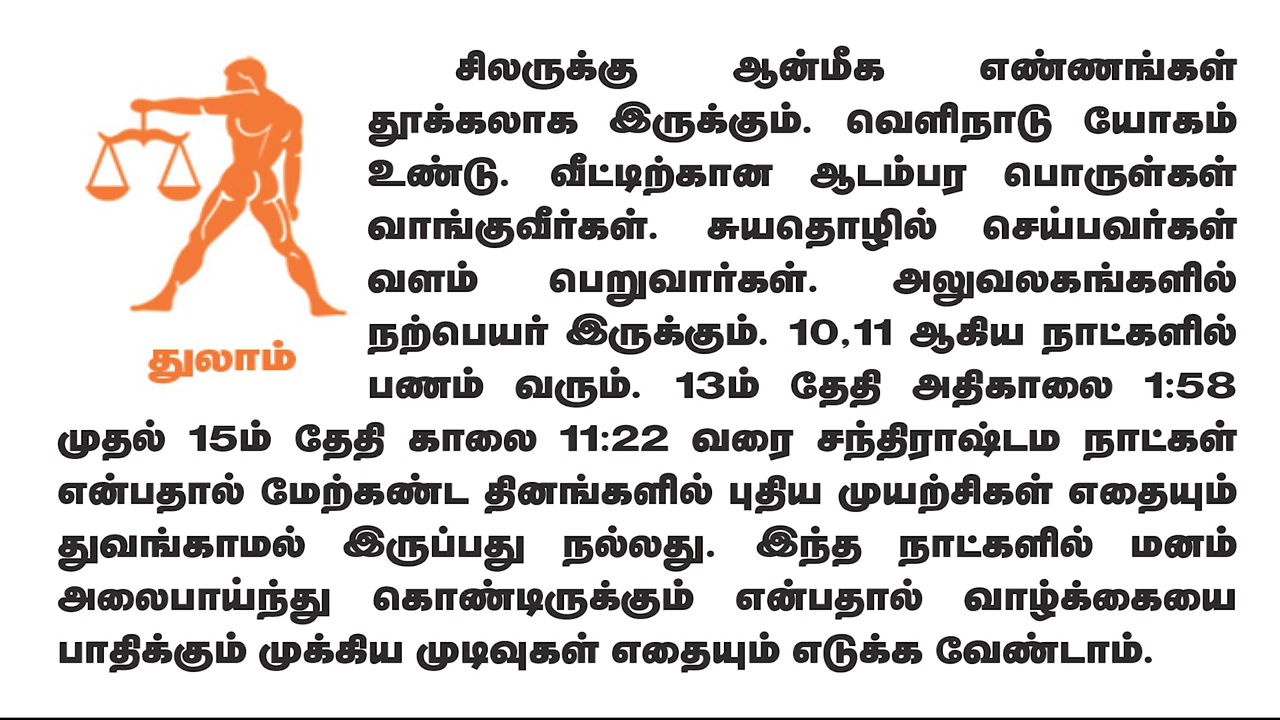 சிலருக்கு ஆன்மீக எண்ணங்கள்
தூக்கலாக இருக்கும். வெளிநாடு யோகம்
உண்டு. வீட்டிற்கான ஆடம்பர பொருள்கள்
வாங்குவீர்கள். சுயதொழில் செய்பவர்கள்
வளம் பெறுவார்கள். அலுவலகங்களில்
நற்பெயர் இருக்கும். 10,11 ஆகிய நாட்களில்
பணம் வரும். 13ம் தேதி அதிகாலை 1:58
முதல் 15ம் தேதி காலை 11:22 வரை சந்திராஷ்டம நாட்கள்
என்பதால் மேற்கண்ட தினங்களில் புதிய முயற்சிகள் எதையும்
துவங்காமல் இருப்பது நல்லது. இந்த நாட்களில் மனம்
அலைபாய்ந்து கொண்டிருக்கும் என்பதால் வாழ்க்கையை
பாதிக்கும் முக்கிய முடிவுகள் எதையும் எடுக்க வேண்டாம்.
துலாம்